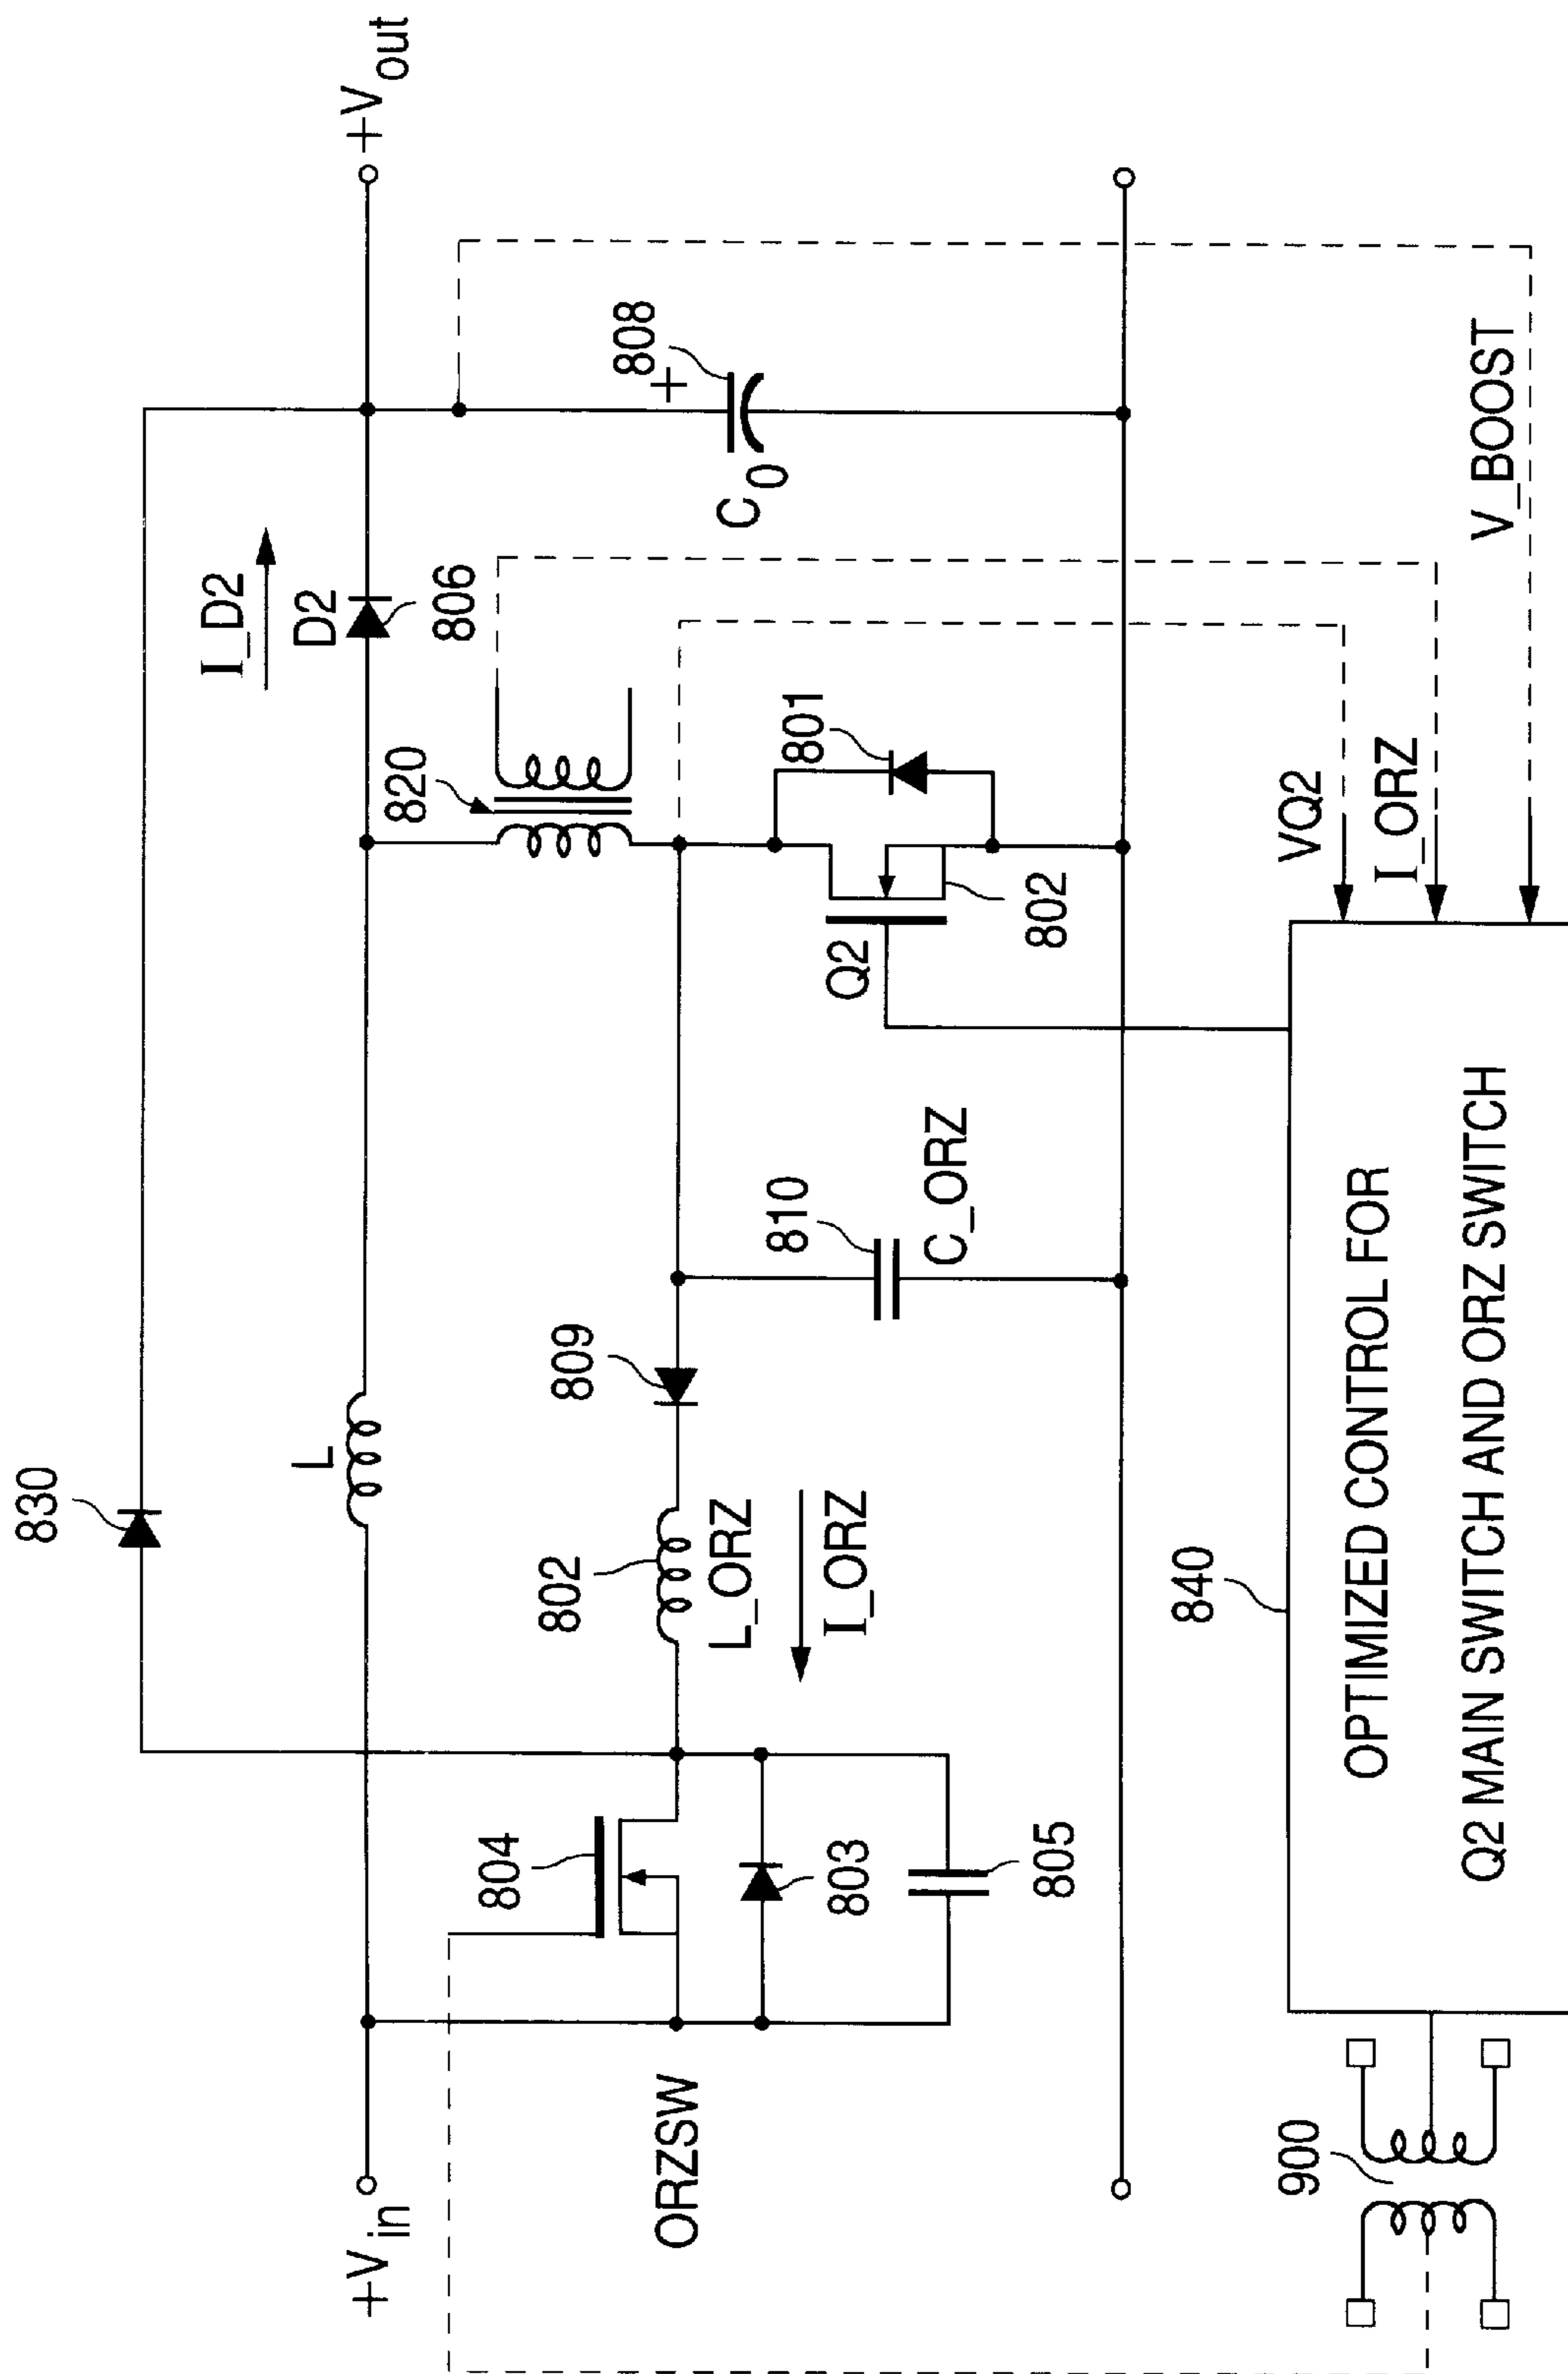 830
+Vin
L
I_D2
D2
806
+Vout
820
808
+
C0
804
ORZSW
803
805
802
L_ORZ
I_ORZ
809
810
C_ORZ
Q2
802
801
VQ2
I_ORZ
V_BOOST
840
900
OPTIMIZED CONTROL FOR
Q2 MAIN SWITCH AND ORZ SWITCH